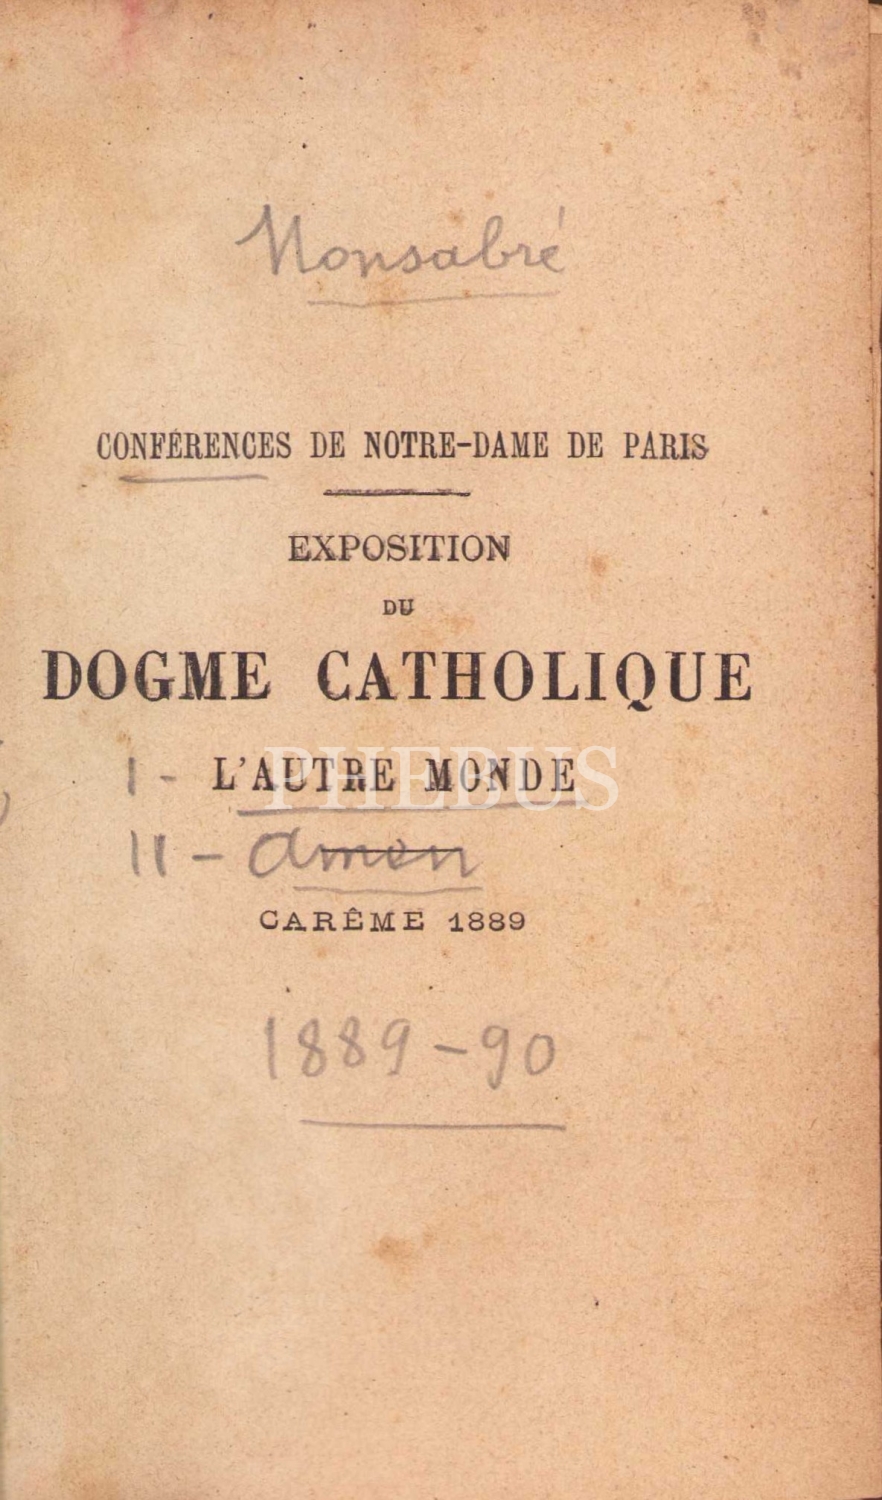 Monsabré
CONFÉRENCES DE NOTRE-DAME DE PARIS
EXPOSITION
DU
DOGME CATHOLIQUE
I - L'AUTRE MONDE
PHEBUS
II - Amen
CARÊME 1889
1889-90